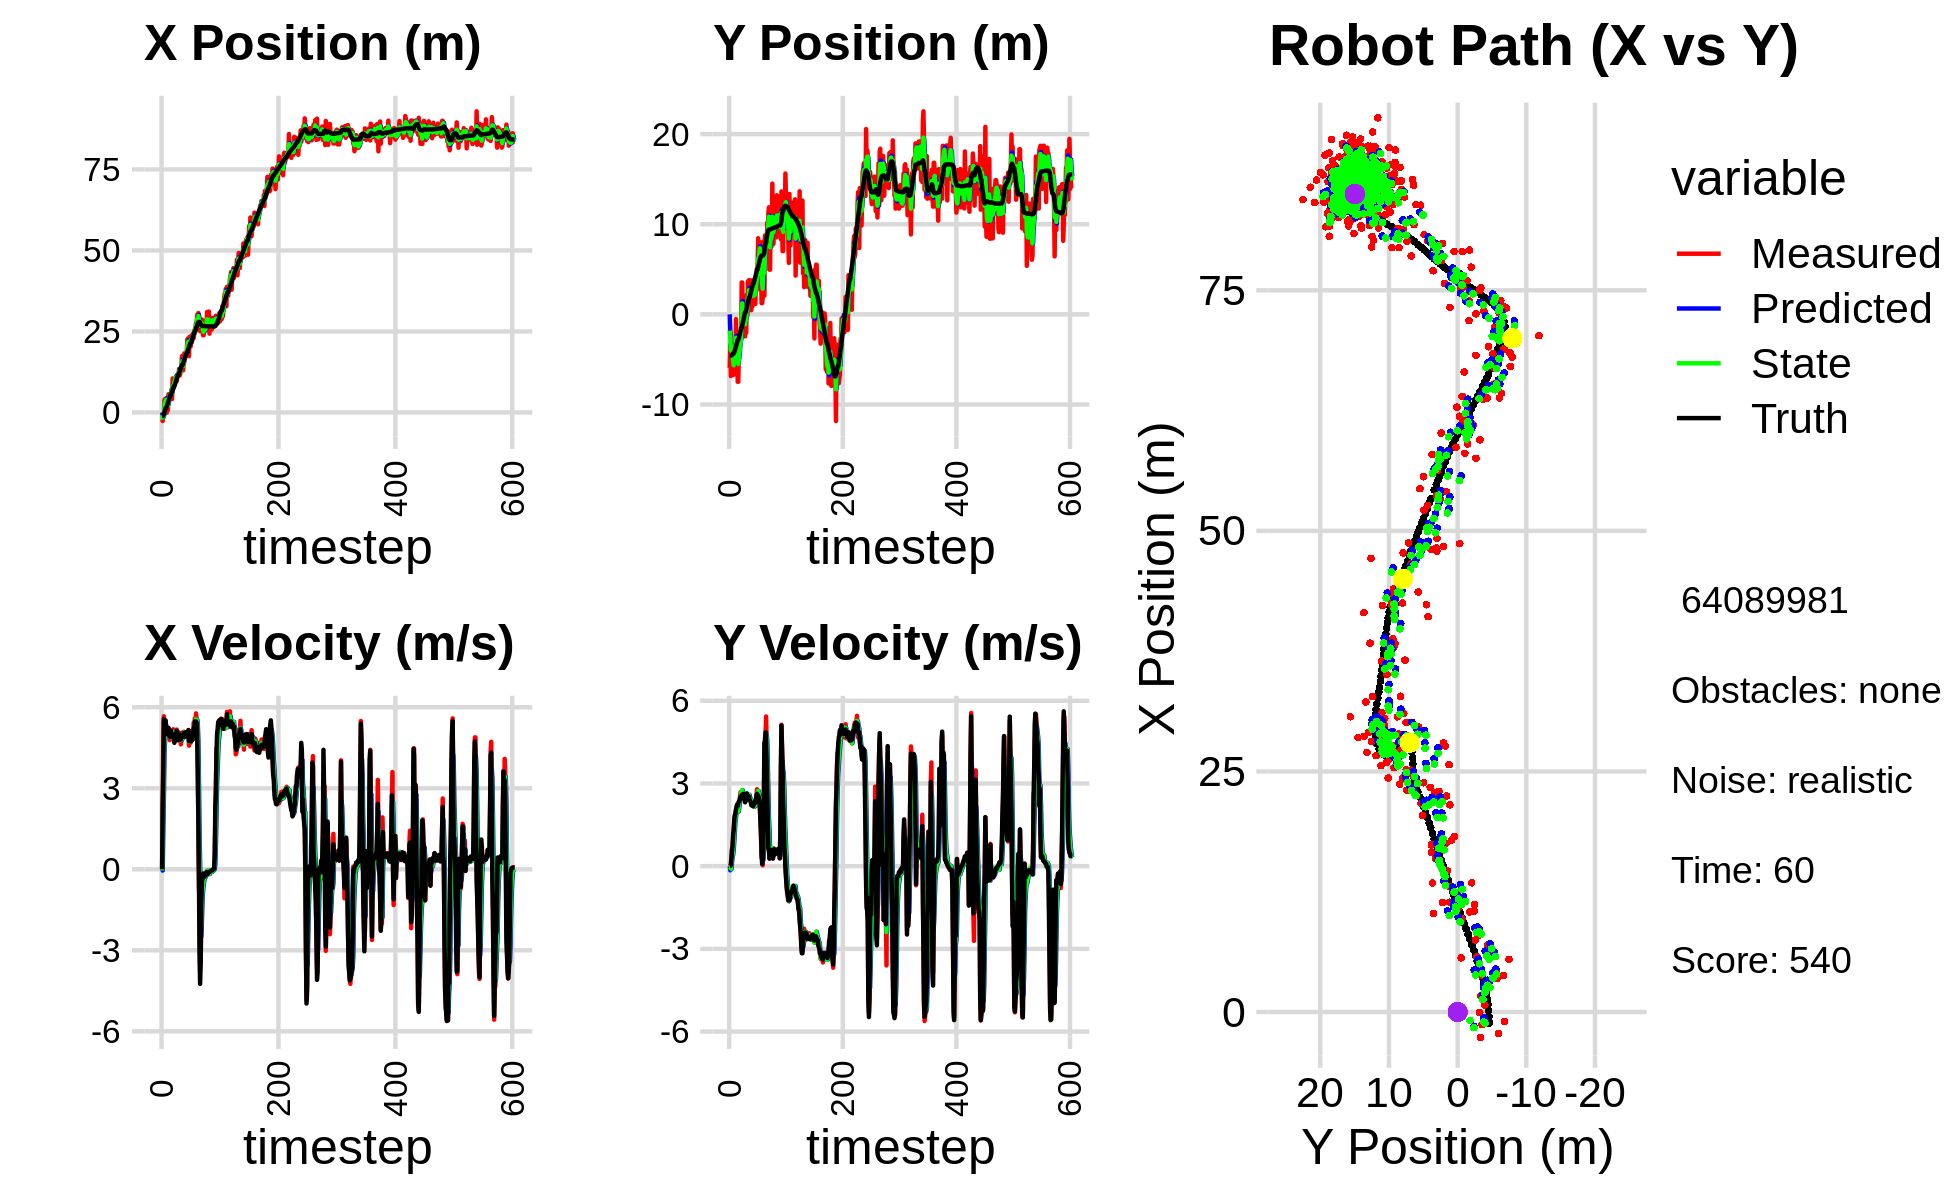 X Position (m)
75
50
25
0
0
200
400
600
timestep
Y Position (m)
20
10
0
-10
0
200
400
600
timestep
X Velocity (m/s)
6
3
0
-3
-6
0
200
400
600
timestep
Y Velocity (m/s)
6
3
0
-3
-6
0
200
400
600
timestep
Robot Path (X vs Y)
X Position (m)
75
50
25
0
20 10 0 -10 -20
Y Position (m)
variable
Measured
Predicted
State
Truth
64089981
Obstacles: none
Noise: realistic
Time: 60
Score: 540